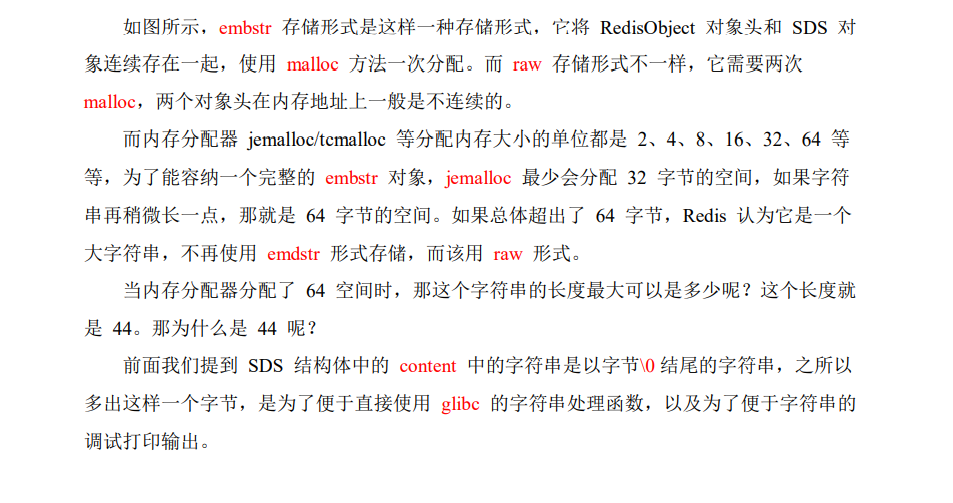 如图所示，embstr 存储形式是这样一种存储形式，它将 RedisObject 对象头和 SDS 对
象连续存在一起，使用 malloc 方法一次分配。而 raw 存储形式不一样，它需要两次
malloc，两个对象头在内存地址上一般是不连续的。
而内存分配器 jemalloc/tcmalloc 等分配内存大小的单位都是 2、4、8、16、32、64 等
等，为了能容纳一个完整的 embstr 对象，jemalloc 最少会分配 32 字节的空间，如果字符
串再稍微长一点，那就是 64 字节的空间。如果总体超出了 64 字节，Redis 认为它是一个
大字符串，不再使用 emdstr 形式存储，而该用 raw 形式。
当内存分配器分配了 64 空间时，那这个字符串的长度最大可以是多少呢？这个长度就
是 44。那为什么是 44 呢？
前面我们提到 SDS 结构体中的 content 中的字符串是以字节\0 结尾的字符串，之所以
多出这样一个字节，是为了便于直接使用 glibc 的字符串处理函数，以及为了便于字符串的
调试打印输出。